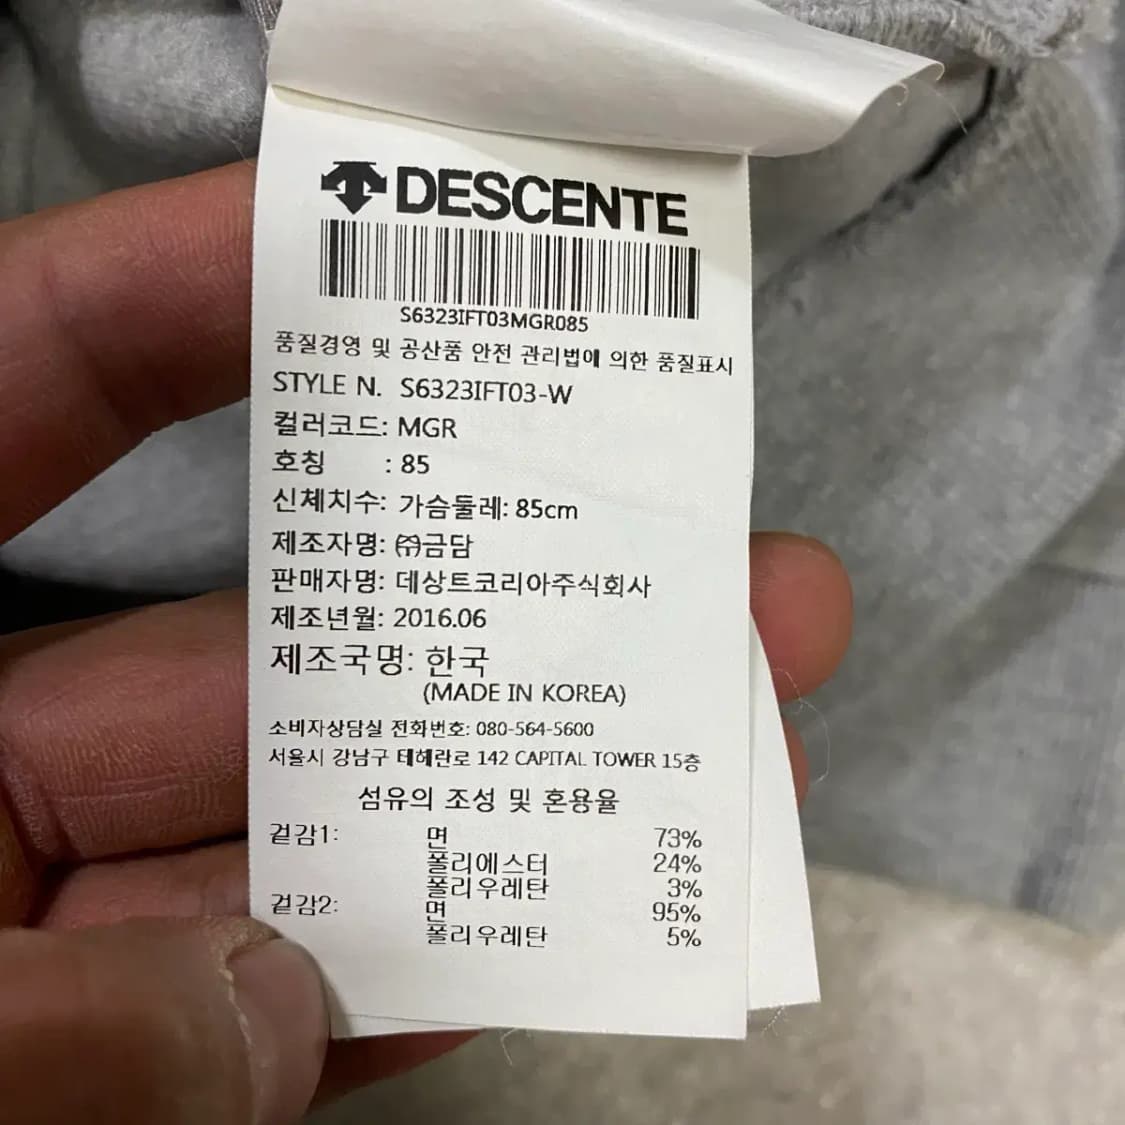 DESCENTE
S6323IFT03MGR085
품질경영 및 공산품 안전 관리법에 의한 품질표시
STYLE N. S6323IFT03-W
컬러코드: MGR
호칭 : 85
신체치수: 가슴둘레: 85cm
제조자명: ㈜금담
판매자명: 데상트코리아주식회사
제조년월: 2016.06
제조국명: 한국
(MADE IN KOREA)
소비자상담실 전화번호: 080-564-5600
서울시 강남구 테헤란로 142 CAPITAL TOWER 15층
섬유의 조성 및 혼용율
겉감1: 면 73%
폴리에스터 24%
폴리우레탄 3%
겉감2: 면 95%
폴리우레탄 5%